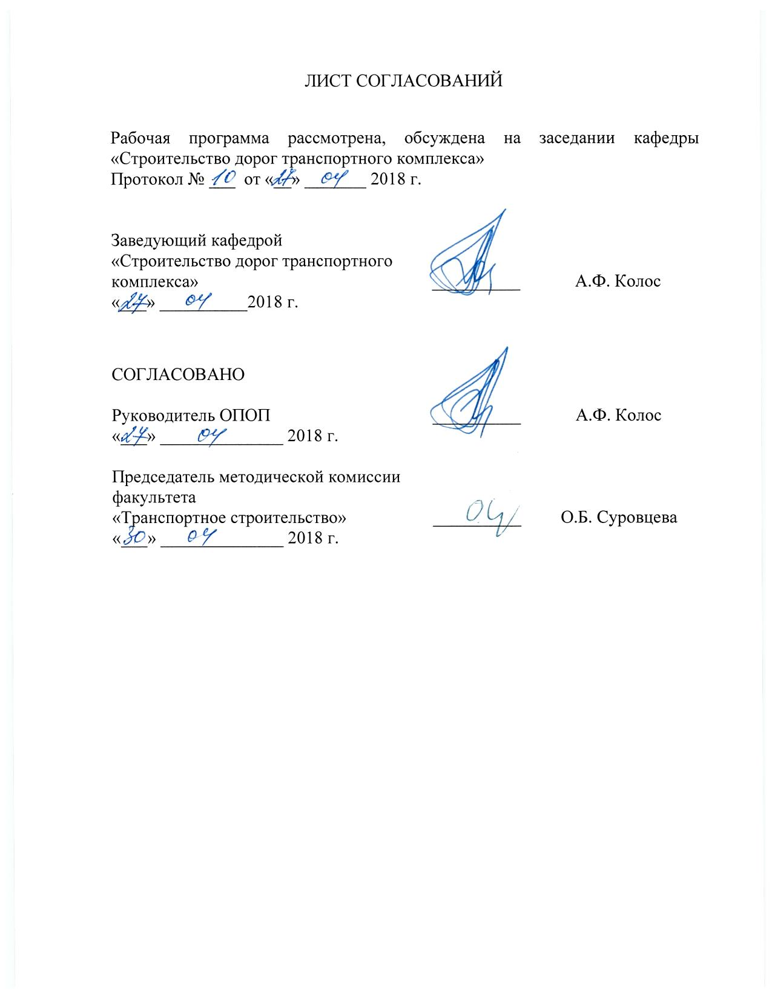 ЛИСТ СОГЛАСОВАНИЙ
Рабочая программа рассмотрена, обсуждена на заседании кафедры
«Строительство дорог транспортного комплекса»
Протокол № 10 от «27» 04 2018 г.
Заведующий кафедрой
«Строительство дорог транспортного
комплекса» А.Ф. Колос
«27» 04 2018 г.
СОГЛАСОВАНО
Руководитель ОПОП А.Ф. Колос
«27» 04 2018 г.
Председатель методической комиссии
факультета
«Транспортное строительство» О.Б. Суровцева
«30» 04 2018 г.